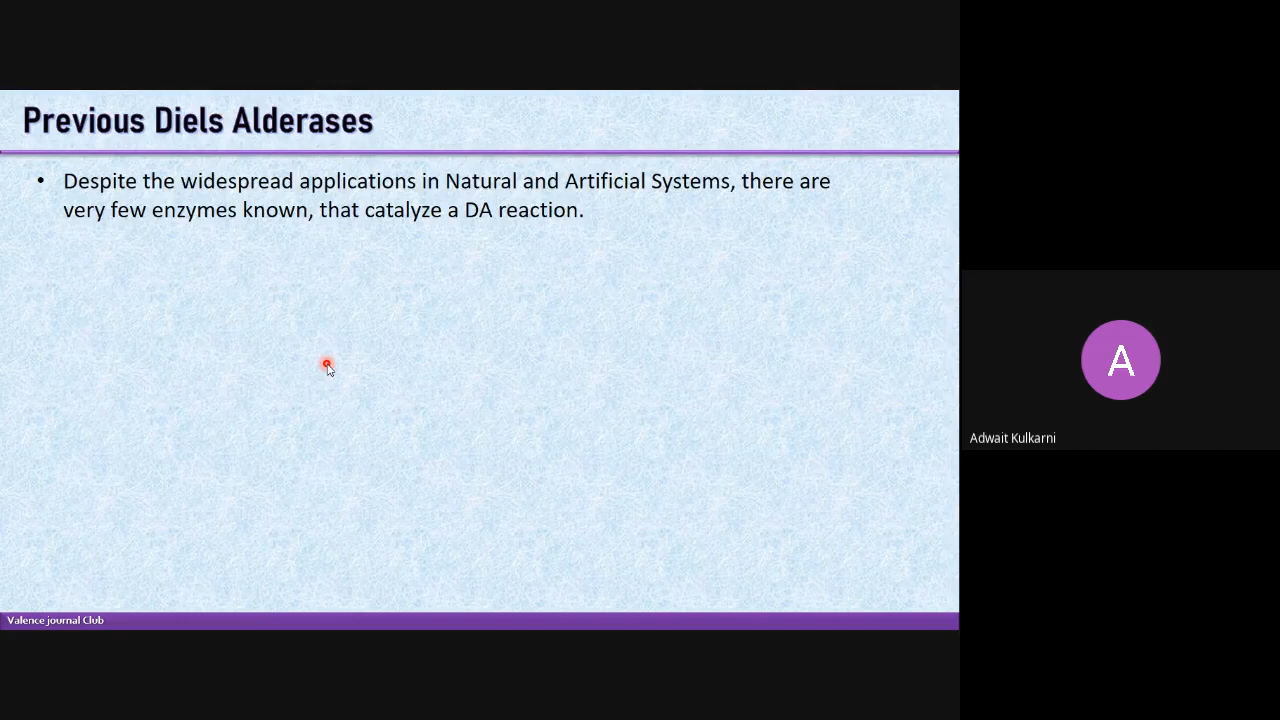 Previous Diels Alderases
• Despite the widespread applications in Natural and Artificial Systems, there are
very few enzymes known, that catalyze a DA reaction.
A
Adwait Kulkarni
Valence journal Club